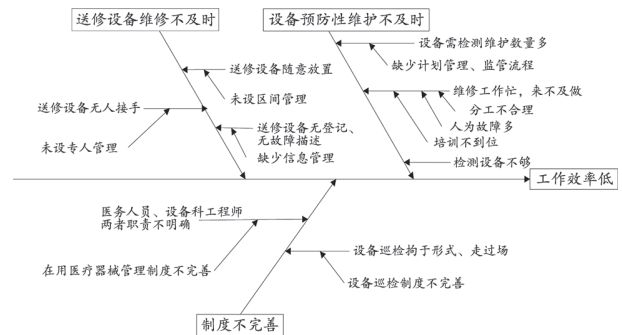 送修设备维修不及时
设备预防性维护不及时
设备需检测维护数量多
送修设备随意放置
缺少计划管理、监管流程
未设区间管理
维修工作忙，来不及做
送修设备无人接手
分工不合理
送修设备无登记、
无故障描述
人为故障多
未设专人管理
培训不到位
缺少信息管理
检测设备不够
工作效率低
医务人员、设备科工程师
两者职责不明确
设备巡检拘于形式、走过场
在用医疗器械管理制度不完善
设备巡检制度不完善
制度不完善